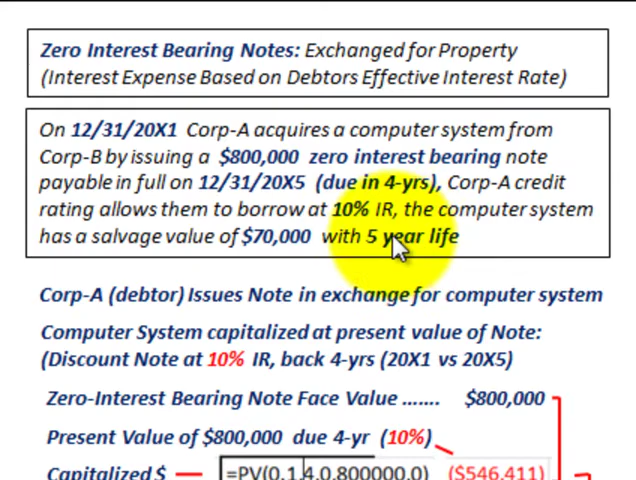 Zero Interest Bearing Notes: Exchanged for Property
(Interest Expense Based on Debtors Effective Interest Rate)
On 12/31/20X1 Corp-A acquires a computer system from
Corp-B by issuing a $800,000 zero interest bearing note
payable in full on 12/31/20X5 (due in 4-yrs), Corp-A credit
rating allows them to borrow at 10% IR, the computer system
has a salvage value of $70,000 with 5 year life
Corp-A (debtor) Issues Note in exchange for computer system
Computer System capitalized at present value of Note:
(Discount Note at 10% IR, back 4-yrs (20X1 vs 20X5)
Zero-Interest Bearing Note Face Value ....... $800,000
Present Value of $800,000 due 4-yr (10%)
Capitalized $ =PV(0.1,4,0,800000,0) ($546,411)